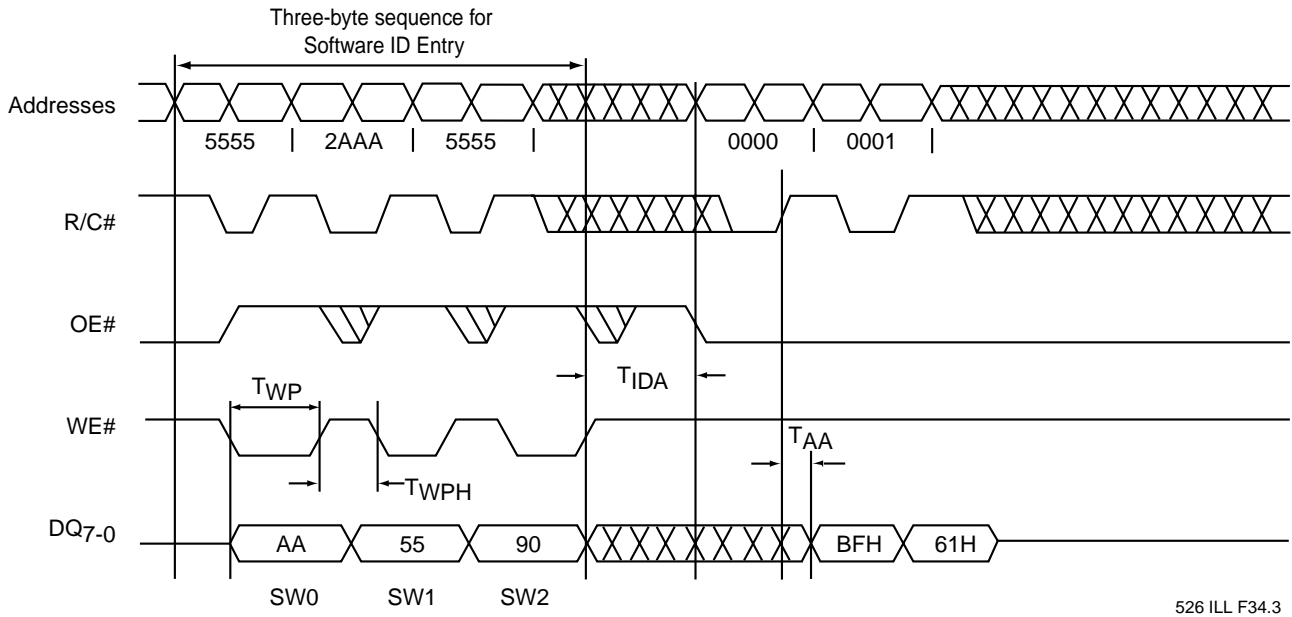 Three-byte sequence for
Software ID Entry
Addresses
5555 | 2AAA | 5555 | 0000 | 0001 |
R/C#
OE#
TIDA
TWP
WE#
TAA
TWPH
DQ7-0
AA 55 90 BFH 61H
SW0 SW1 SW2
526 ILL F34.3